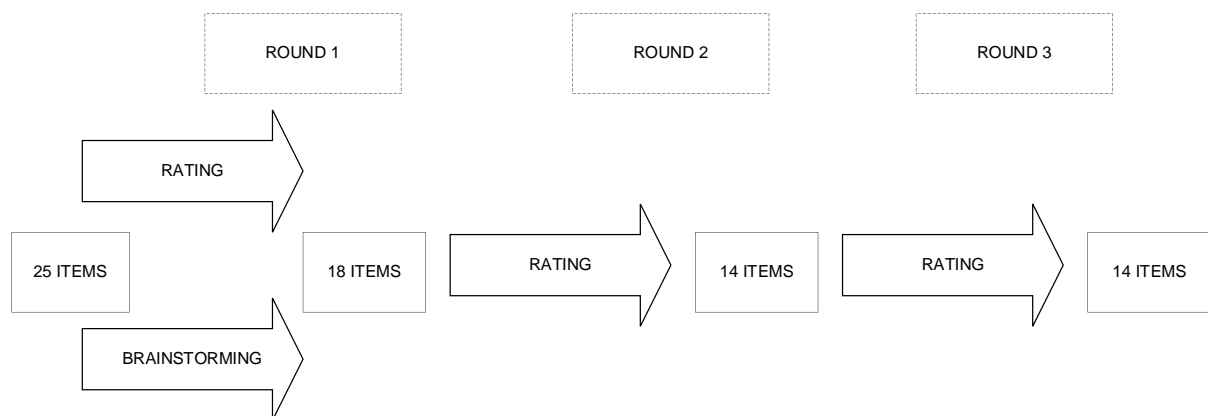 ROUND 1
ROUND 2
ROUND 3
RATING
25 ITEMS
18 ITEMS
RATING
14 ITEMS
RATING
14 ITEMS
BRAINSTORMING